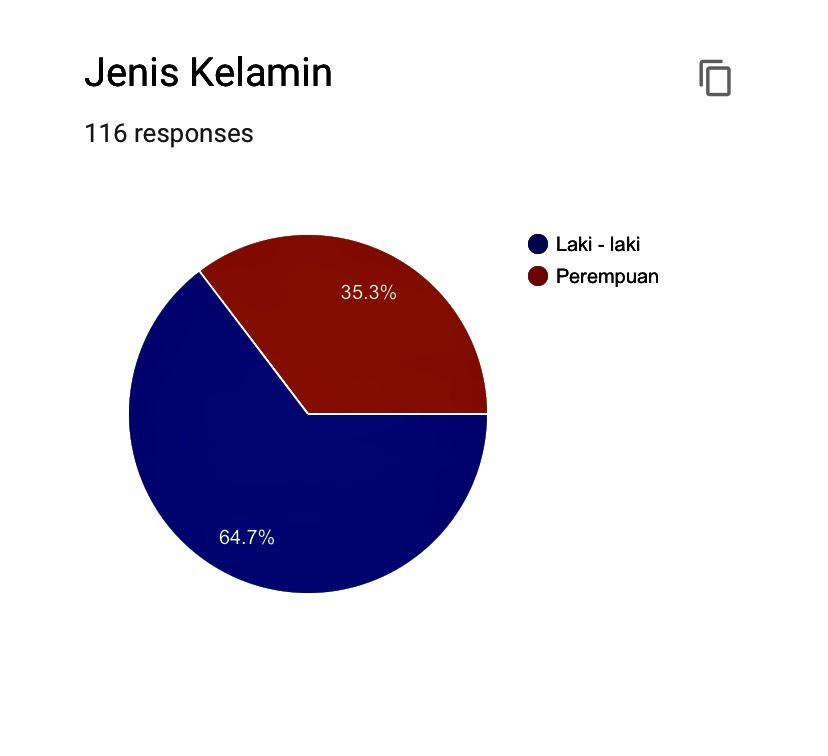 Jenis Kelamin
116 responses
Laki - laki
Perempuan
35.3%
64.7%